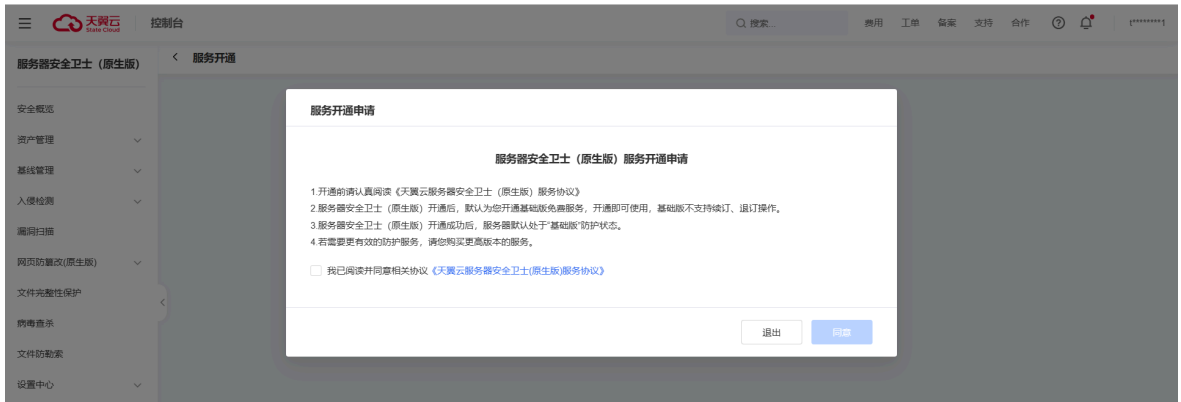 天翼云
State Cloud
控制台
搜索...
费用
工单
备案
支持
合作
t*********1
服务器安全卫士（原生版）
服务开通
安全概览
资产管理
基线管理
入侵检测
漏洞扫描
网页防篡改(原生版)
文件完整性保护
病毒查杀
文件防勒索
设置中心
服务开通申请
服务器安全卫士（原生版）服务开通申请
1.开通前请认真阅读《天翼云服务器安全卫士（原生版）服务协议》
2.服务器安全卫士（原生版）开通后，默认为您开通基础版免费服务，开通即可使用，基础版不支持续订、退订操作。
3.服务器安全卫士（原生版）开通成功后，服务器默认处于“基础版”防护状态。
4.若需要更有效的防护服务，请您购买更高版本的服务。
我已阅读并同意相关协议《天翼云服务器安全卫士(原生版)服务协议》
退出
同意